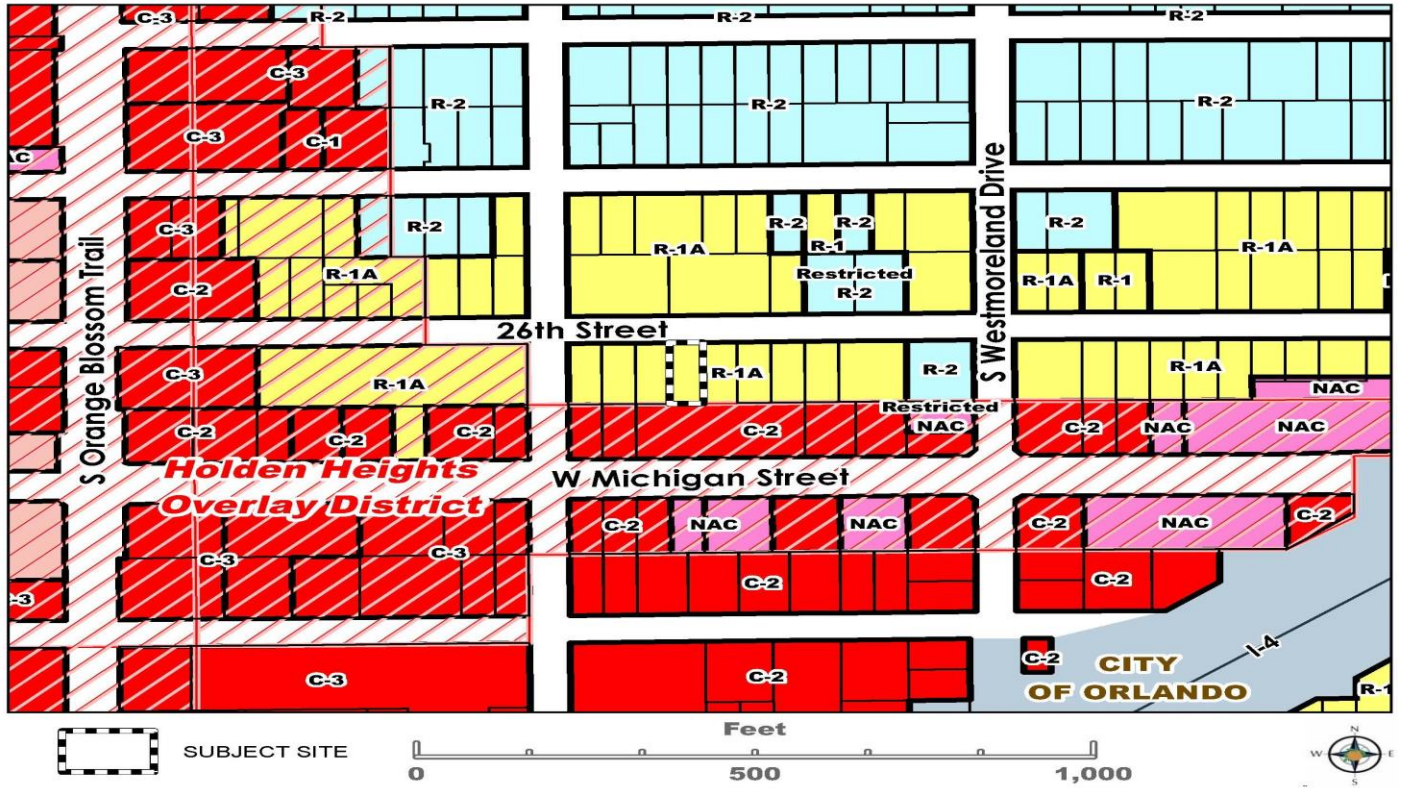 C-3
R-2
R-2
R-2
C-3
R-2
R-2
R-2
C-3
C-1
AC
C-3
R-2
R-2
R-2
R-2
R-1A
R-1
R-1A
R-1A
Restricted
R-2
R-1A
R-1
C-2
S Orange Blossom Trail
S Westmoreland Drive
26th Street
C-3
R-1A
R-1A
R-2
R-1A
NAC
Restricted
NAC
C-2
C-2
C-2
C-2
C-2
NAC
NAC
Holden Heights
Overlay District
W Michigan Street
C-2
NAC
NAC
C-2
NAC
C-2
C-3
C-3
C-2
C-2
-3
I-4
C-3
C-2
C-2
CITY
OF ORLANDO
R-1
SUBJECT SITE
Feet
0
500
1,000
N
W
E
S